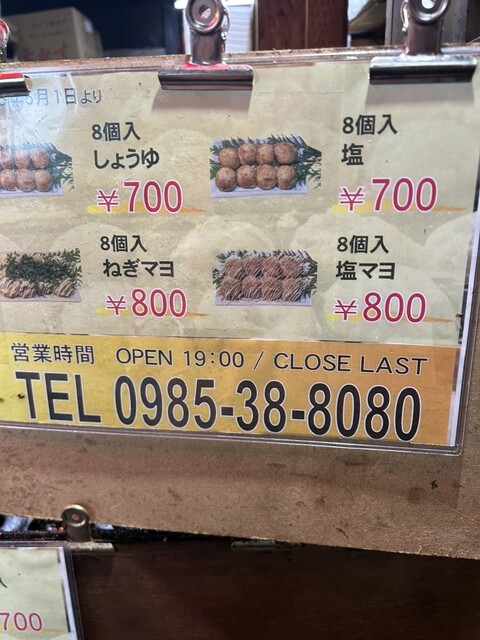 5月1日より
8個入
しょうゆ
¥700
8個入
塩
¥700
8個入
ねぎマヨ
¥800
8個入
塩マヨ
¥800
営業時間 OPEN 19:00 / CLOSE LAST
TEL 0985-38-8080
700